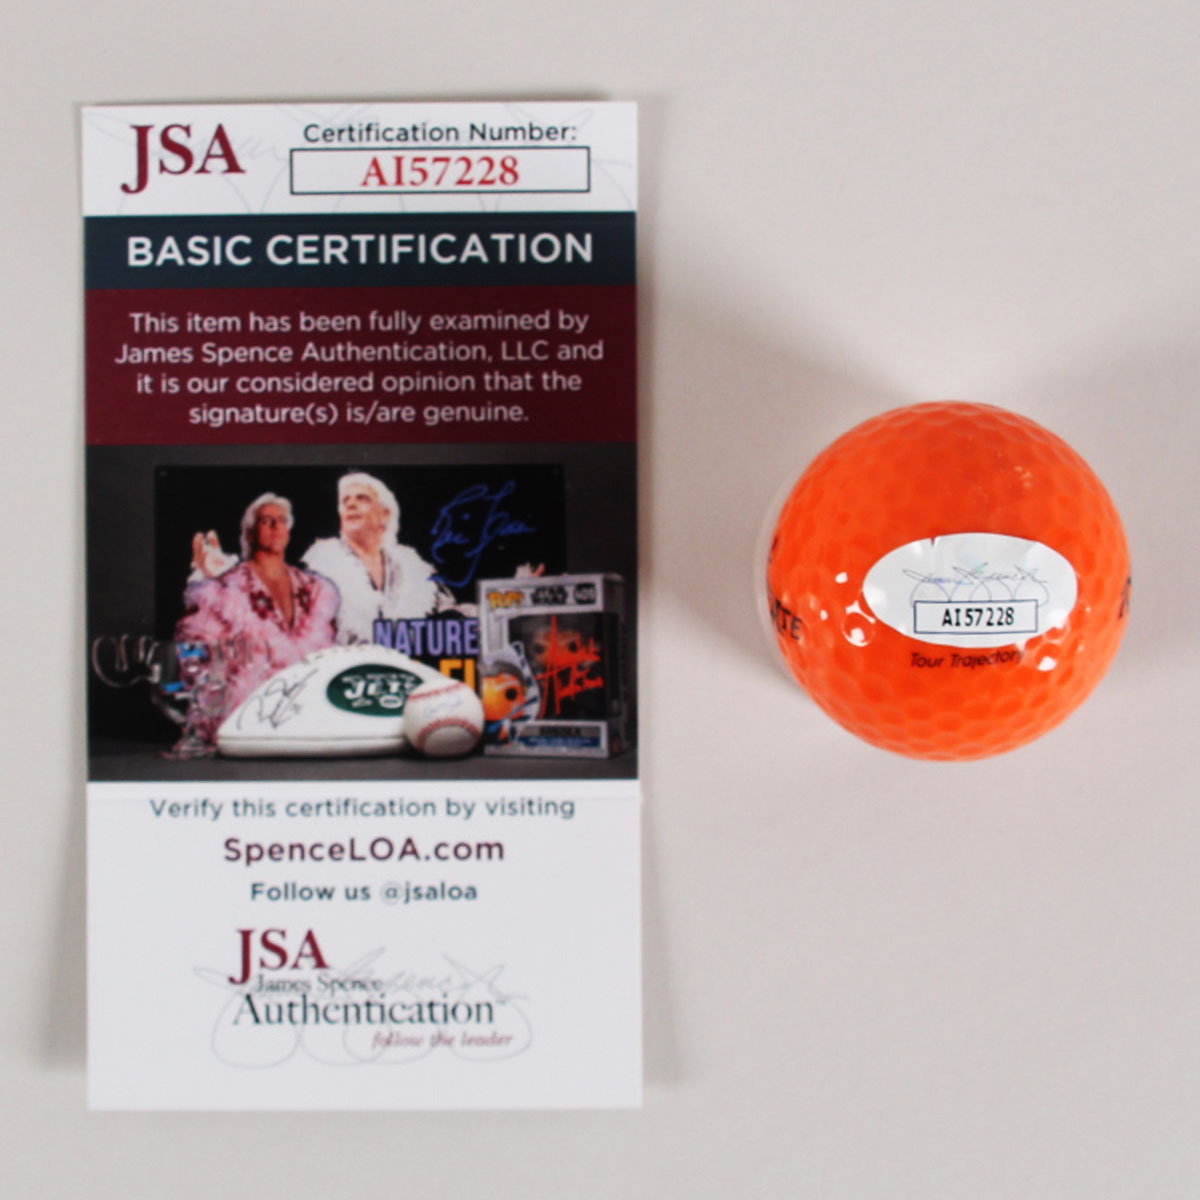 JSA
Certification Number:
AI57228
BASIC CERTIFICATION
This item has been fully examined by
James Spence Authentication, LLC and
it is our considered opinion that the
signature(s) is/are genuine.
NATURE
JETS
Verify this certification by visiting
SpenceLOA.com
Follow us @jsaloa
JSA
James Spence
Authentication
follow the leader
AI57228
Tour Trajectory